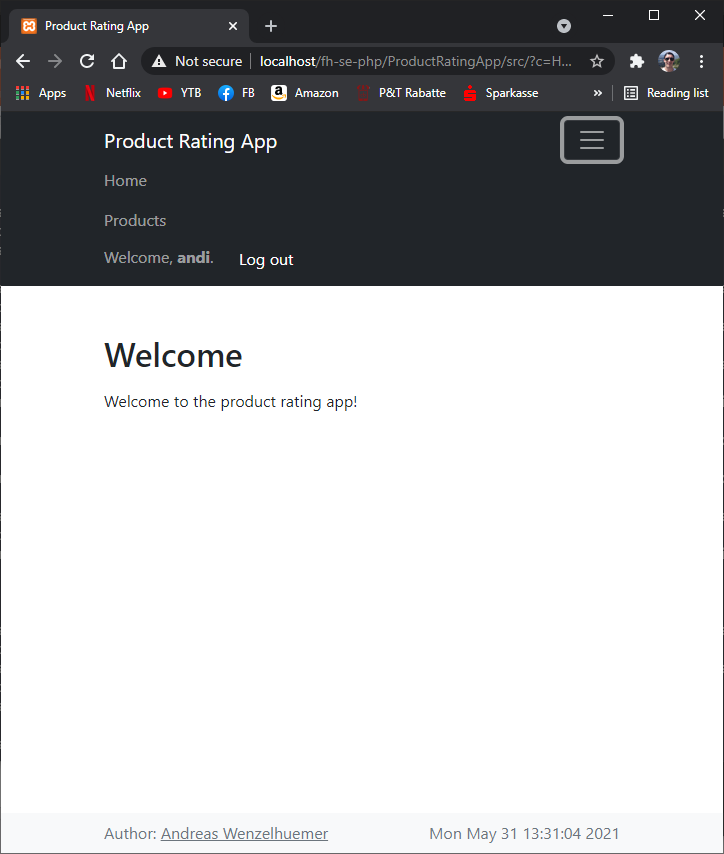 Product Rating App
Not secure localhost/fh-se-php/ProductRatingApp/src/?c=H...
Apps Netflix YTB FB Amazon P&T Rabatte Sparkasse » Reading list
Product Rating App
Home
Products
Welcome, andi. Log out
Welcome
Welcome to the product rating app!
Author: Andreas Wenzelhuemer Mon May 31 13:31:04 2021